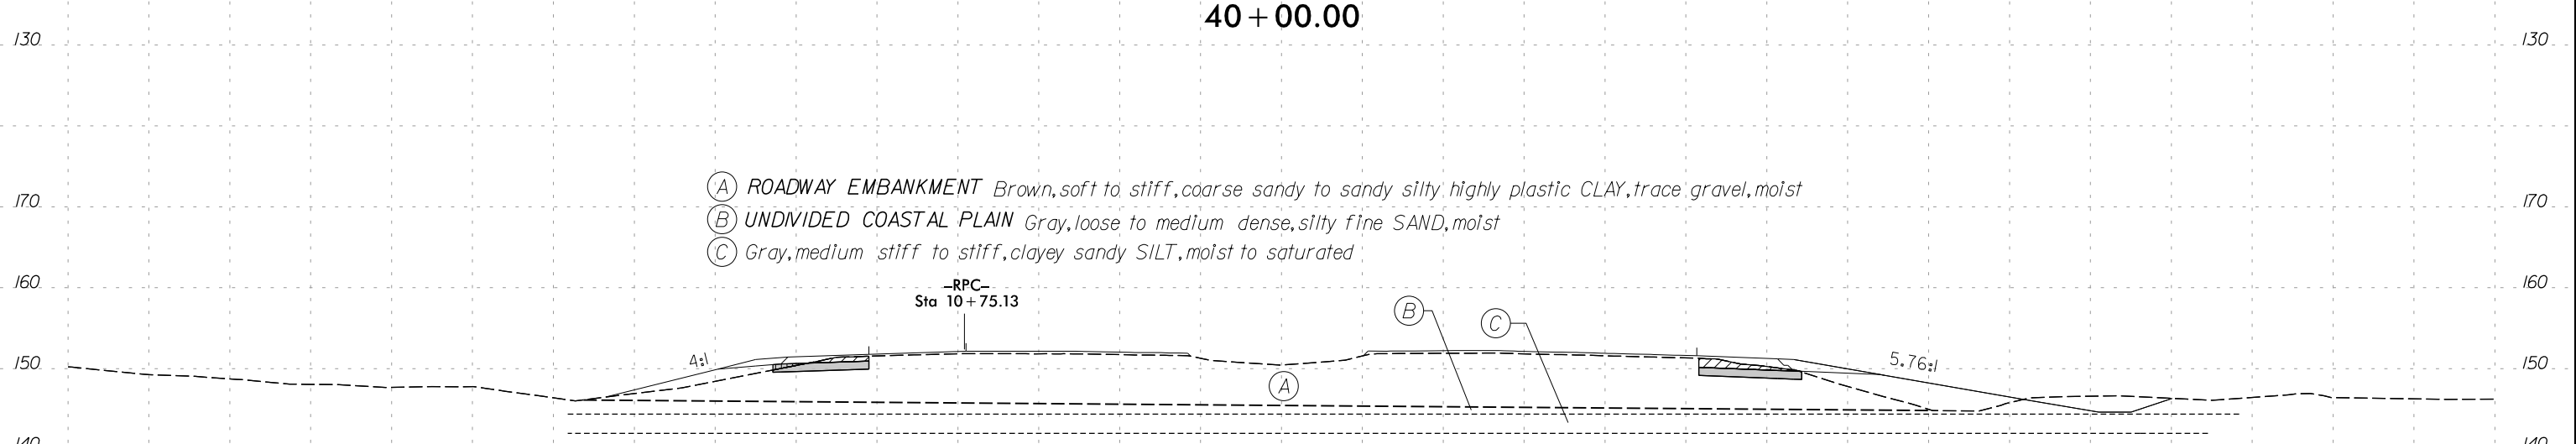 40+00.00
130 130
170 170
(A) ROADWAY EMBANKMENT Brown,soft to stiff,coarse sandy to sandy silty highly plastic CLAY,trace gravel,moist
(B) UNDIVIDED COASTAL PLAIN Gray,loose to medium dense,silty fine SAND,moist
(C) Gray,medium stiff to stiff,clayey sandy SILT,moist to saturated
160 160
-RPC-
Sta 10+75.13
B
C
150 4:1 5.76:1 150
A
140 140